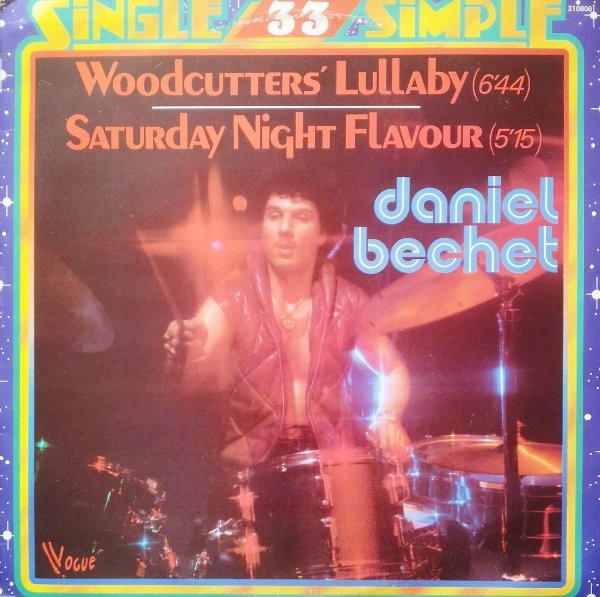 SINGLE/33/SIMPLE
310806
WOODCUTTERS' LULLABY (6'44)
SATURDAY NIGHT FLAVOUR (5'15)
daniel
bechet
VOGUE